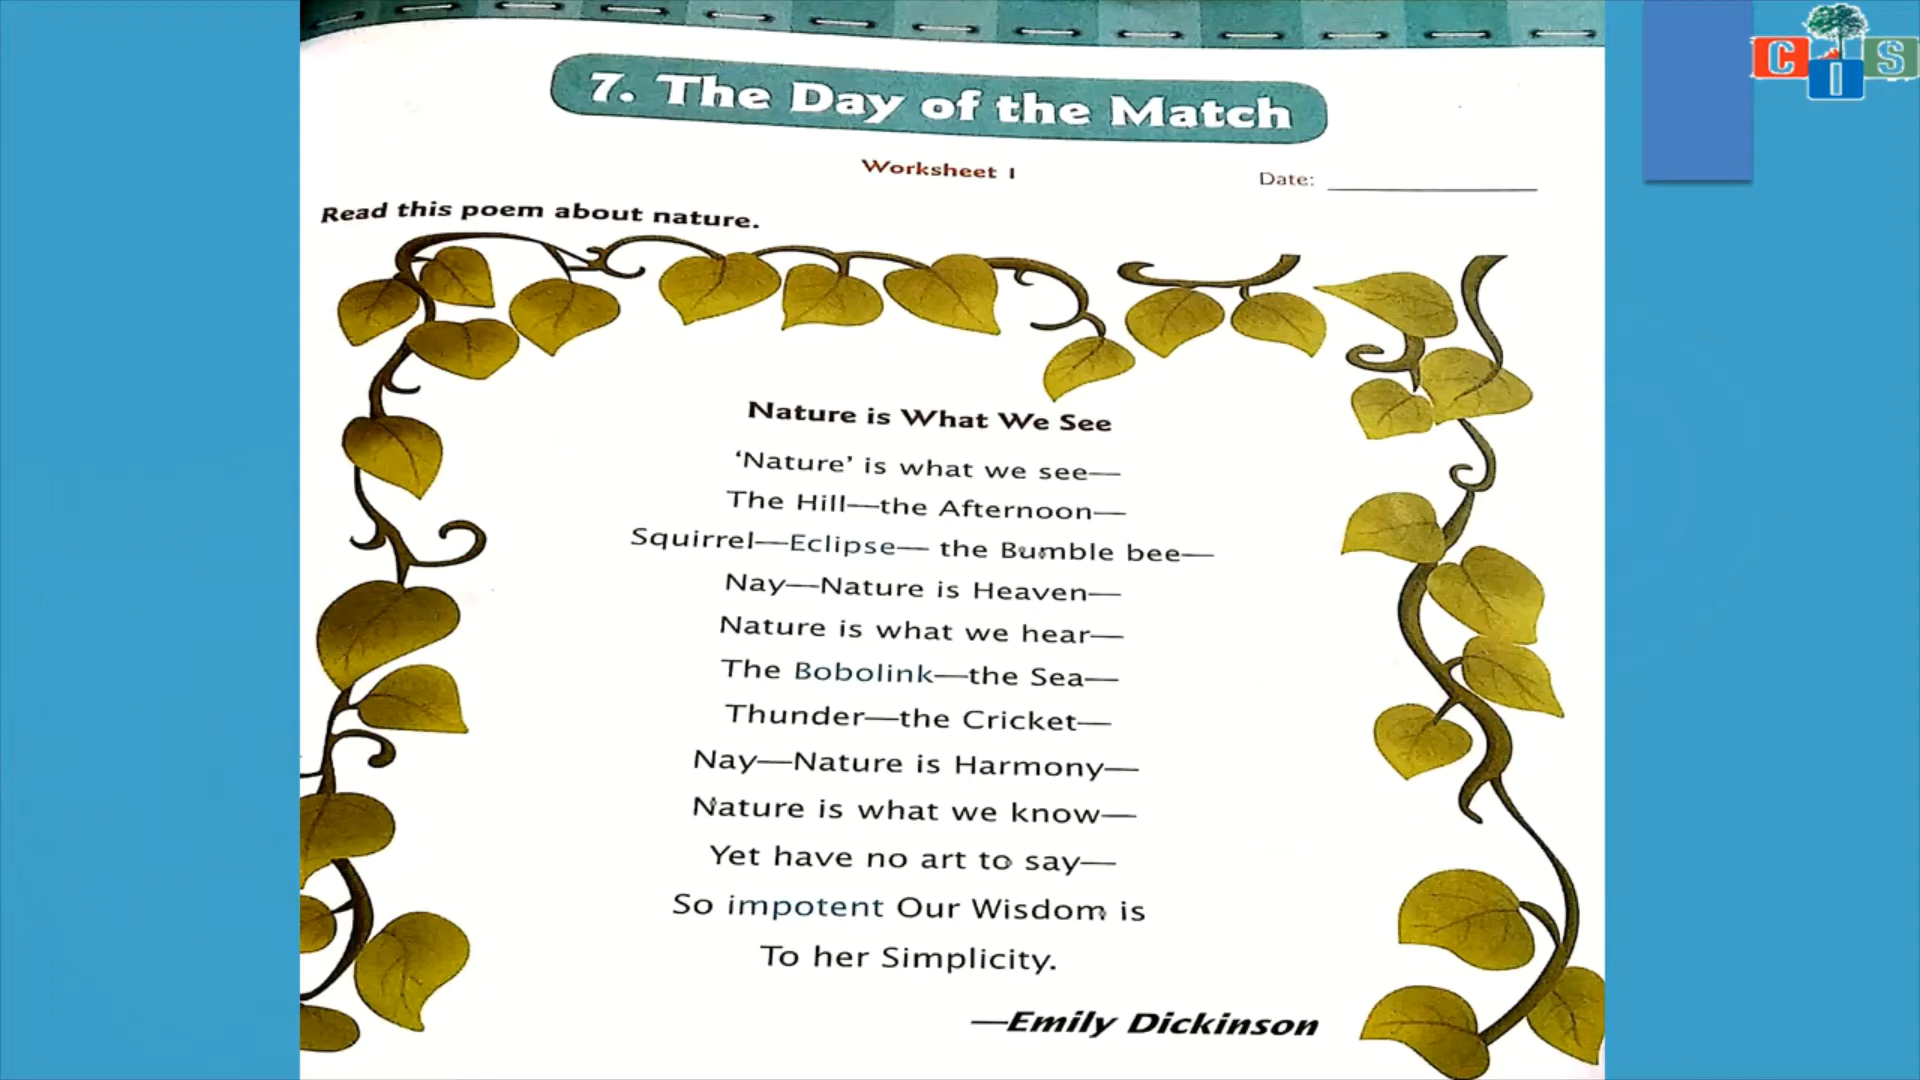 C I S
7. The Day of the Match
Worksheet 1
Date:
Read this poem about nature.
Nature is What We See
‘Nature’ is what we see—
The Hill—the Afternoon—
Squirrel—Eclipse— the Bumble bee—
Nay—Nature is Heaven—
Nature is what we hear—
The Bobolink—the Sea—
Thunder—the Cricket—
Nay—Nature is Harmony—
Nature is what we know—
Yet have no art to say—
So impotent Our Wisdom is
To her Simplicity.
—Emily Dickinson